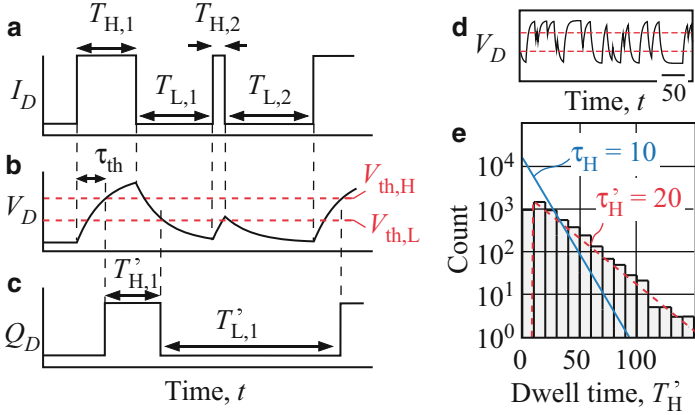 a
T_H,1
T_H,2
I_D
T_L,1
T_L,2
b
τ_th
V_th,H
V_D
V_th,L
c
T'_H,1
T'_L,1
Q_D
Time, t
d
V_D
50
Time, t
e
τ_H = 10
τ'_H = 20
Count
10^4
10^3
10^2
10^1
10^0
0 50 100
Dwell time, T'_H